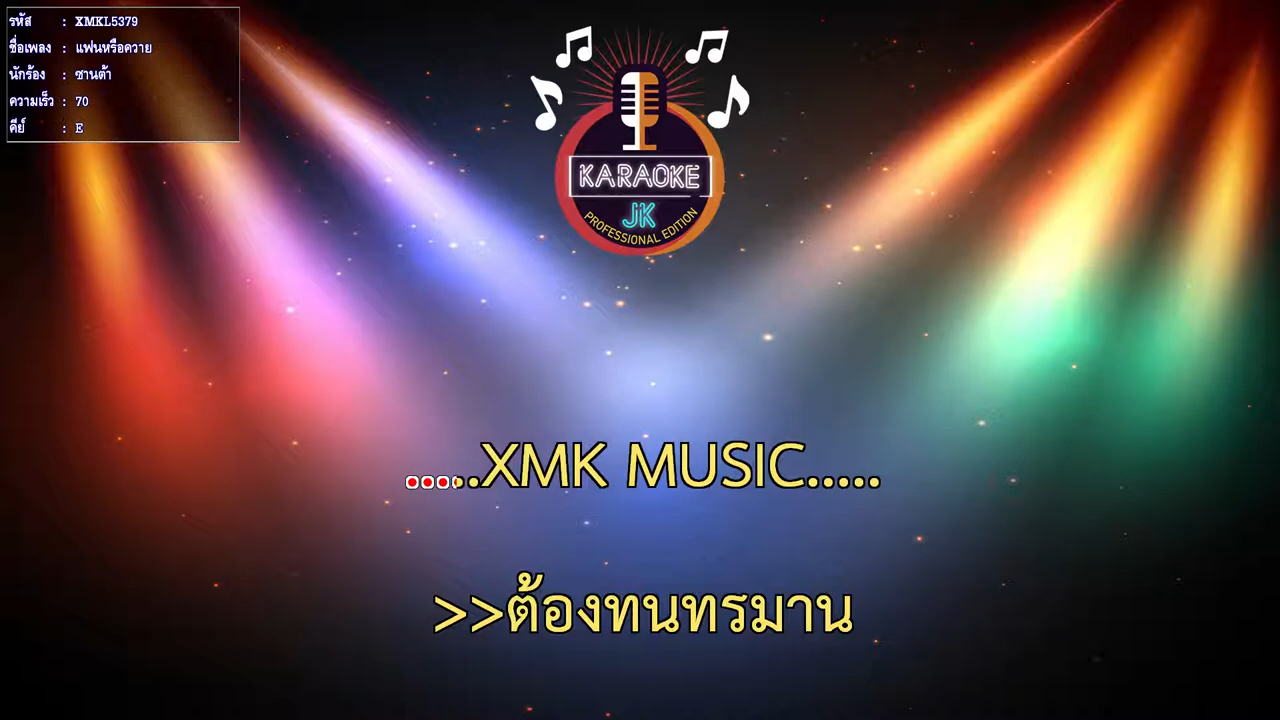 รหัส : XMKL5379
ชื่อเพลง : แฟนหรือควาย
นักร้อง : ซานต้า
ความเร็ว : 70
คีย์ : E
KARAOKE
JK
PROFESSIONAL EDITION
.....XMK MUSIC.....
>>ต้องทนทรมาน